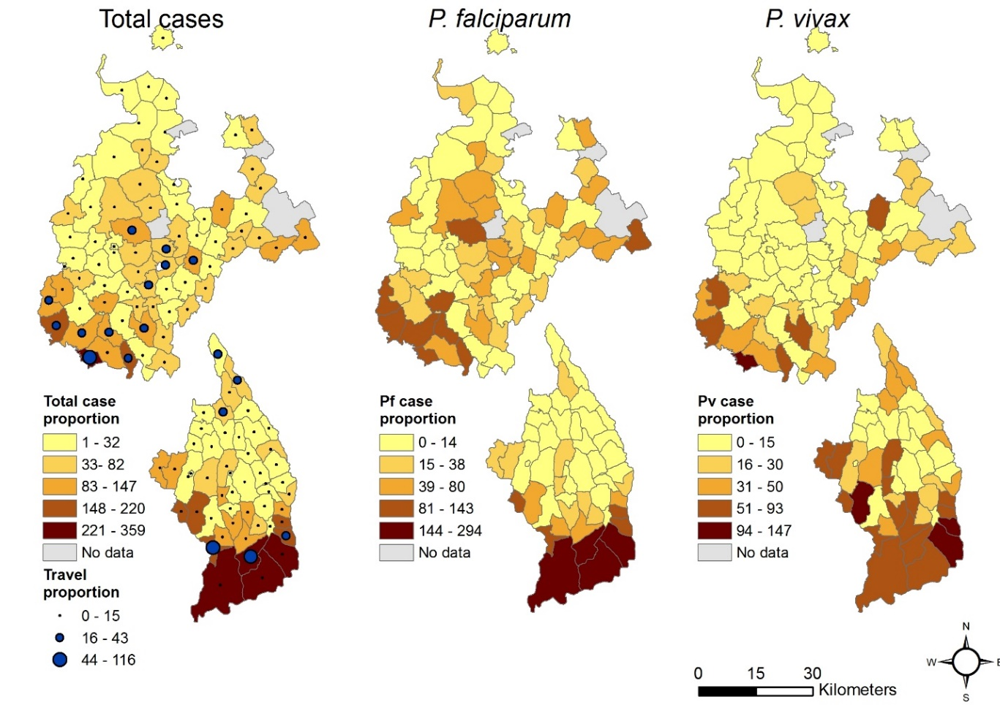 Total cases
P. falciparum
P. vivax
Total case
proportion
1 - 32
33- 82
83 - 147
148 - 220
221 - 359
No data
Travel
proportion
0 - 15
16 - 43
44 - 116
Pf case
proportion
0 - 14
15 - 38
39 - 80
81 - 143
144 - 294
No data
Pv case
proportion
0 - 15
16 - 30
31 - 50
51 - 93
94 - 147
No data
0 15 30
Kilometers
N
W E
S